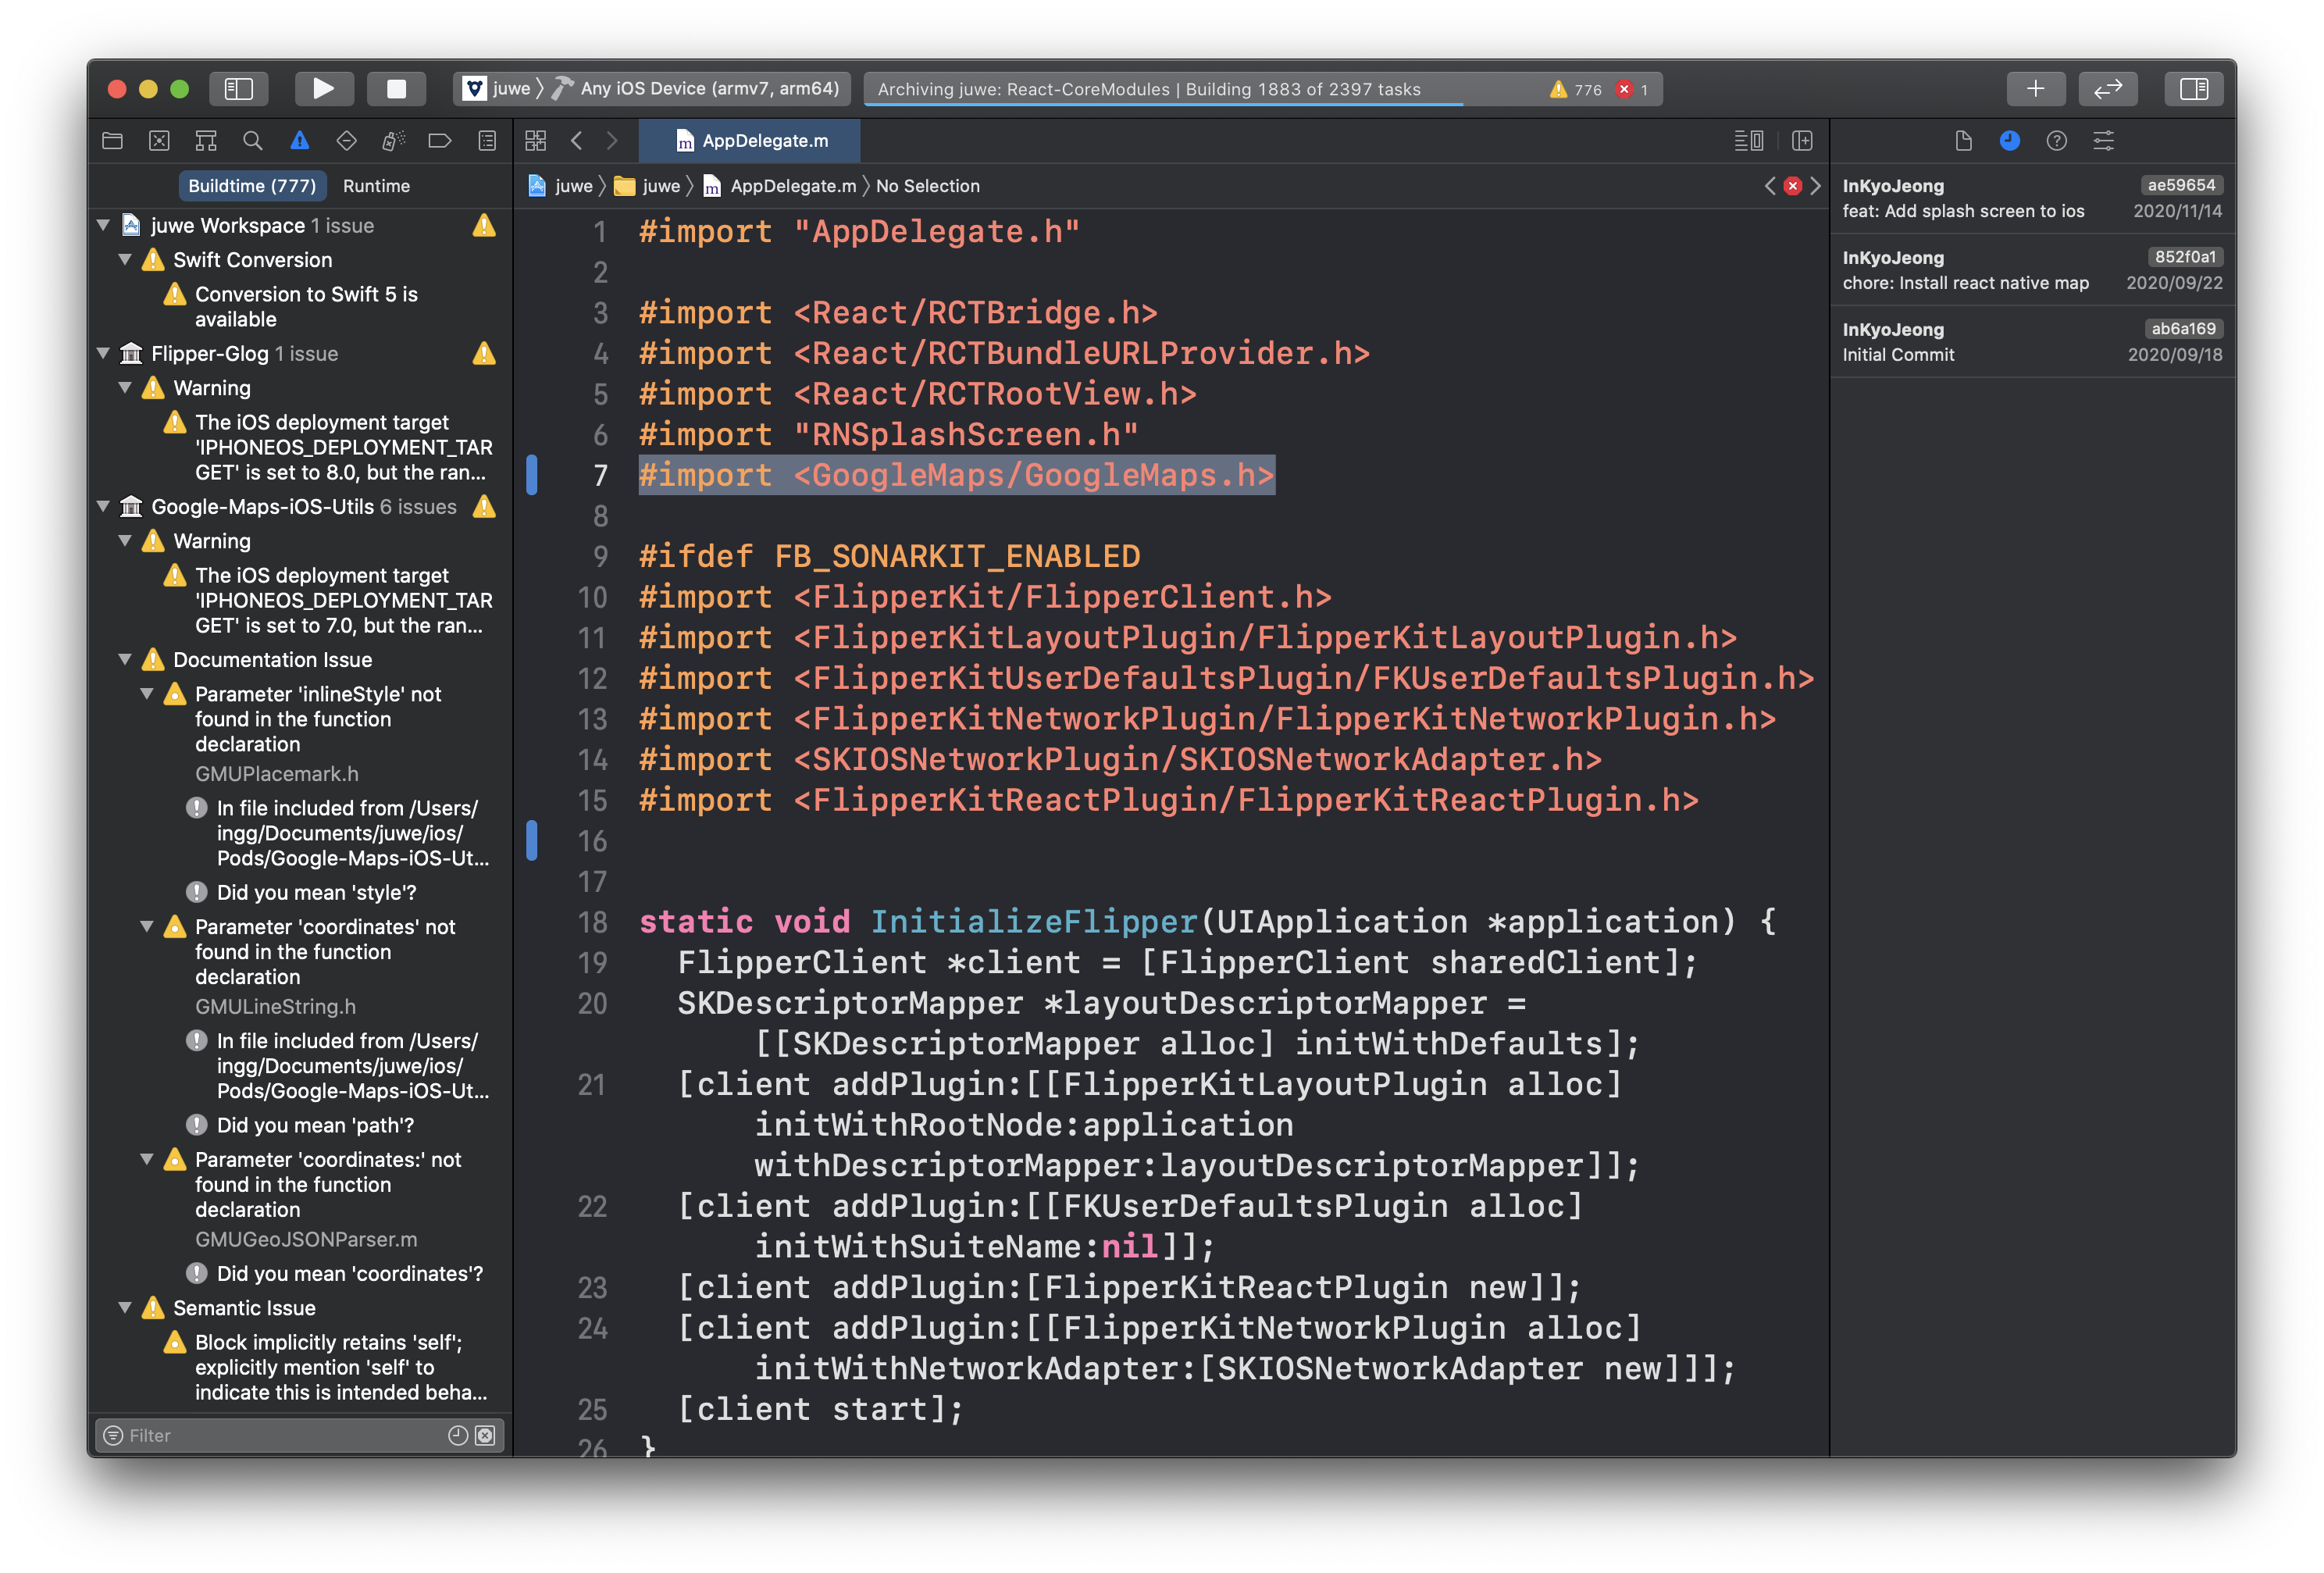 juwe 〉 Any iOS Device (armv7, arm64)
Archiving juwe: React-CoreModules | Building 1883 of 2397 tasks
776
1
Buildtime (777)
Runtime
juwe Workspace 1 issue
Swift Conversion
Conversion to Swift 5 is
available
Flipper-Glog 1 issue
Warning
The iOS deployment target
'IPHONEOS_DEPLOYMENT_TAR
GET' is set to 8.0, but the ran...
Google-Maps-iOS-Utils 6 issues
Warning
The iOS deployment target
'IPHONEOS_DEPLOYMENT_TAR
GET' is set to 7.0, but the ran...
Documentation Issue
Parameter 'inlineStyle' not
found in the function
declaration
GMUPlacemark.h
In file included from /Users/
ingg/Documents/juwe/ios/
Pods/Google-Maps-iOS-Ut...
Did you mean 'style'?
Parameter 'coordinates' not
found in the function
declaration
GMULineString.h
In file included from /Users/
ingg/Documents/juwe/ios/
Pods/Google-Maps-iOS-Ut...
Did you mean 'path'?
Parameter 'coordinates:' not
found in the function
declaration
GMUGeoJSONParser.m
Did you mean 'coordinates'?
Semantic Issue
Block implicitly retains 'self';
explicitly mention 'self' to
indicate this is intended beha...
Filter
AppDelegate.m
juwe 〉 juwe 〉 AppDelegate.m 〉 No Selection
1 #import "AppDelegate.h"
2
3 #import <React/RCTBridge.h>
4 #import <React/RCTBundleURLProvider.h>
5 #import <React/RCTRootView.h>
6 #import "RNSplashScreen.h"
7 #import <GoogleMaps/GoogleMaps.h>
8
9 #ifdef FB_SONARKIT_ENABLED
10 #import <FlipperKit/FlipperClient.h>
11 #import <FlipperKitLayoutPlugin/FlipperKitLayoutPlugin.h>
12 #import <FlipperKitUserDefaultsPlugin/FKUserDefaultsPlugin.h>
13 #import <FlipperKitNetworkPlugin/FlipperKitNetworkPlugin.h>
14 #import <SKIOSNetworkPlugin/SKIOSNetworkAdapter.h>
15 #import <FlipperKitReactPlugin/FlipperKitReactPlugin.h>
16
17
18 static void InitializeFlipper(UIApplication *application) {
19 FlipperClient *client = [FlipperClient sharedClient];
20 SKDescriptorMapper *layoutDescriptorMapper =
[[SKDescriptorMapper alloc] initWithDefaults];
21 [client addPlugin:[[FlipperKitLayoutPlugin alloc]
initWithRootNode:application
withDescriptorMapper:layoutDescriptorMapper]];
22 [client addPlugin:[[FKUserDefaultsPlugin alloc]
initWithSuiteName:nil]];
23 [client addPlugin:[FlipperKitReactPlugin new]];
24 [client addPlugin:[[FlipperKitNetworkPlugin alloc]
initWithNetworkAdapter:[SKIOSNetworkAdapter new]]];
25 [client start];
26 }
InKyoJeong ae59654
feat: Add splash screen to ios 2020/11/14
InKyoJeong 852f0a1
chore: Install react native map 2020/09/22
InKyoJeong ab6a169
Initial Commit 2020/09/18